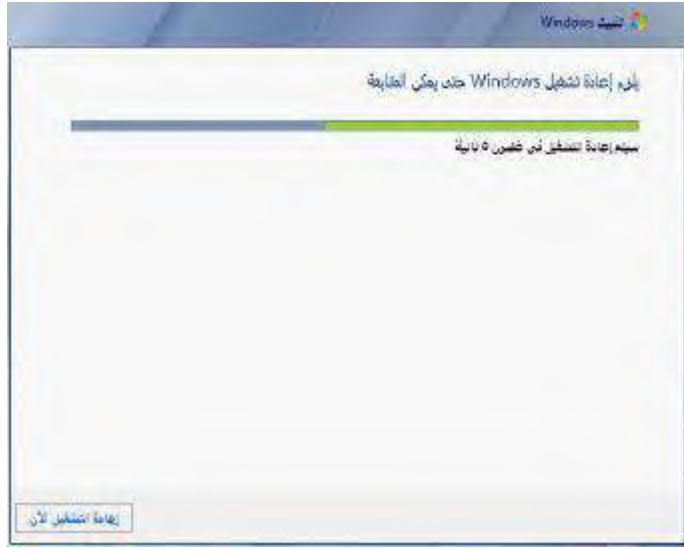 تثبيت Windows
يلزم إعادة تشغيل Windows حتى يمكن المتابعة
سيتم إعادة التشغيل في غضون ٥ ثانية
إعادة التشغيل الآن